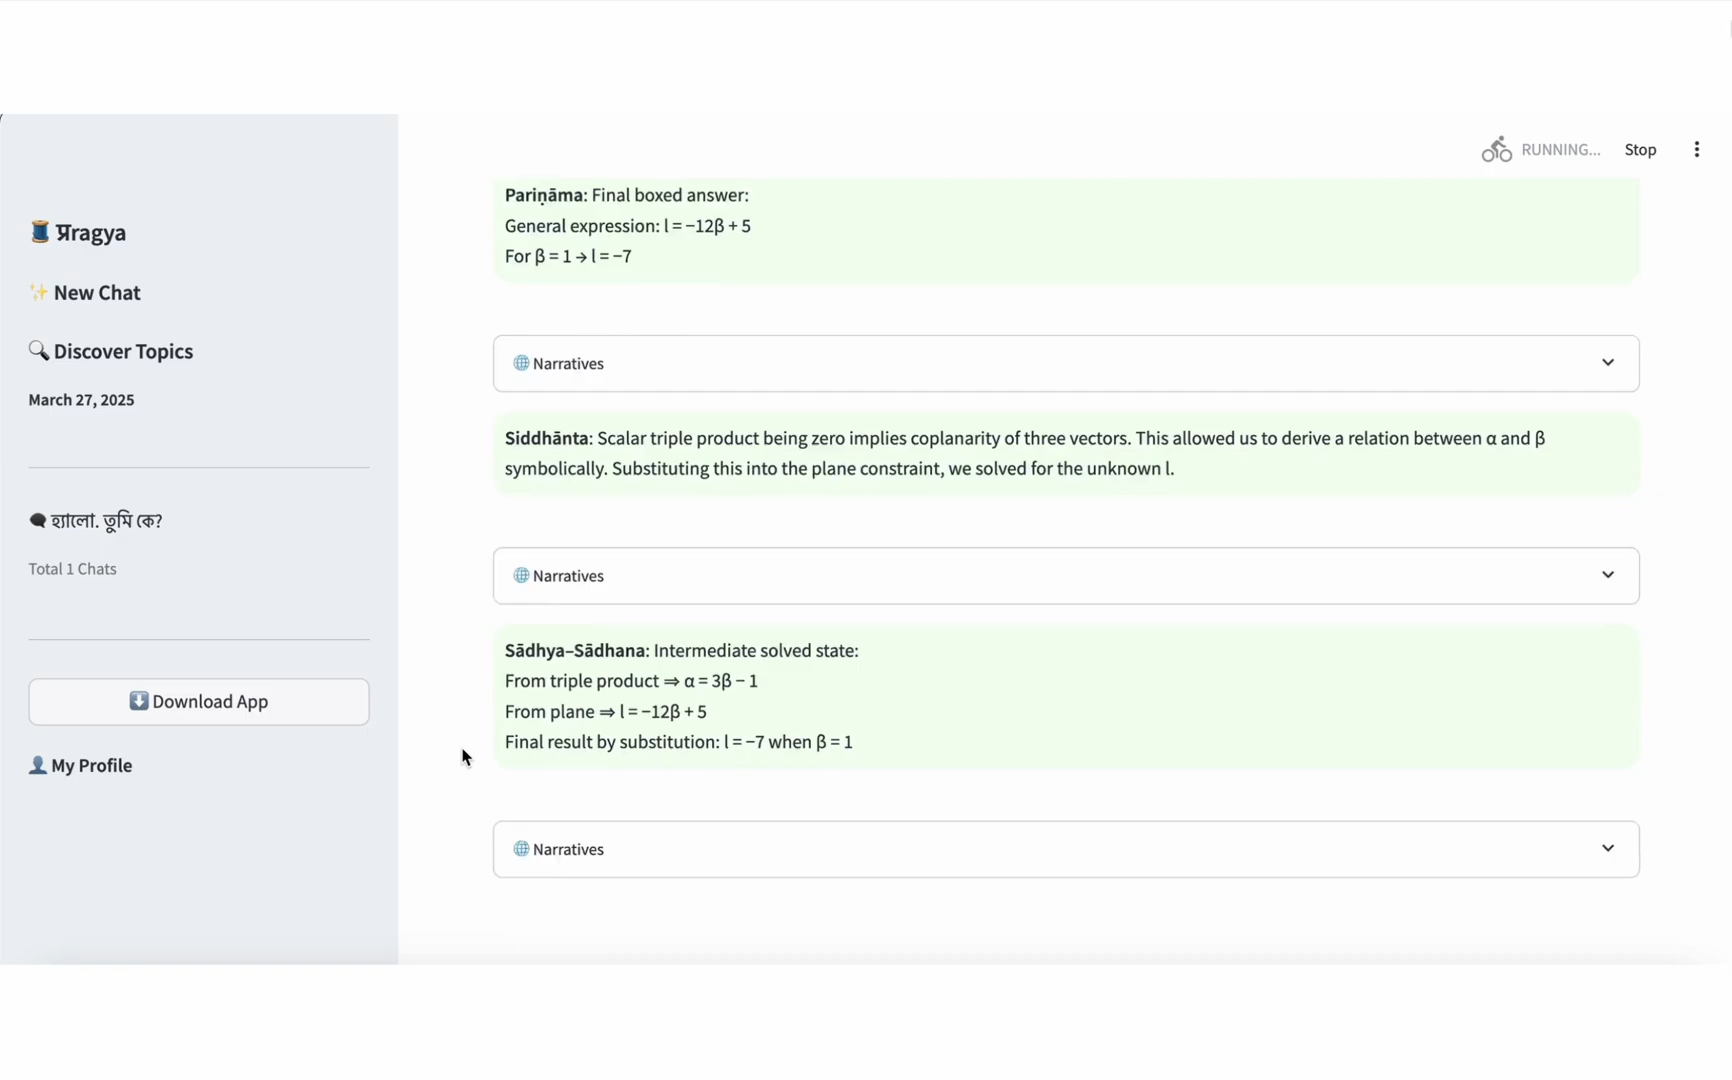 प्रragya
New Chat
Discover Topics
March 27, 2025
হ্যালো. তুমি কে?
Total 1 Chats
Download App
My Profile
RUNNING...
Stop
Pariṇāma: Final boxed answer:
General expression: l = −12β + 5
For β = 1 → l = −7
Narratives
Siddhānta: Scalar triple product being zero implies coplanarity of three vectors. This allowed us to derive a relation between α and β
symbolically. Substituting this into the plane constraint, we solved for the unknown l.
Narratives
Sādhya–Sādhana: Intermediate solved state:
From triple product ⇒ α = 3β − 1
From plane ⇒ l = −12β + 5
Final result by substitution: l = −7 when β = 1
Narratives